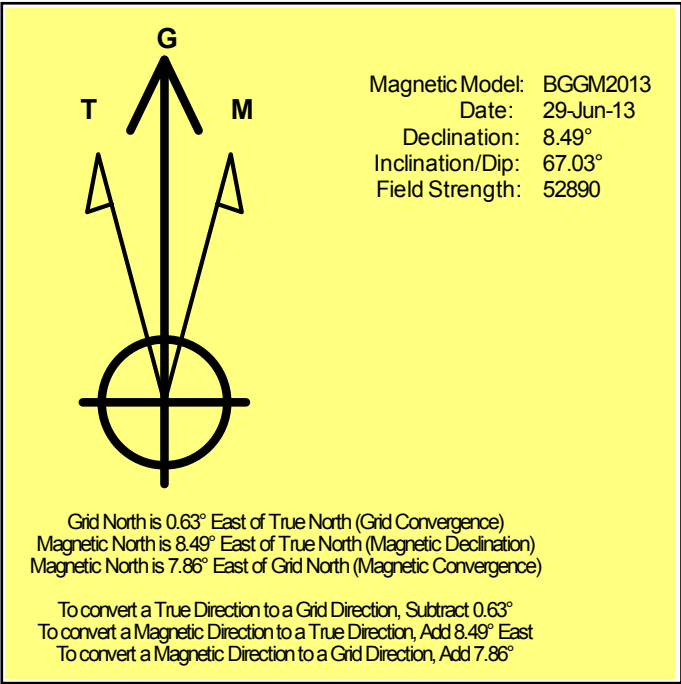 G
T M
Magnetic Model: BGGM2013
Date: 29-Jun-13
Declination: 8.49°
Inclination/Dip: 67.03°
Field Strength: 52890
Grid North is 0.63° East of True North (Grid Convergence)
Magnetic North is 8.49° East of True North (Magnetic Declination)
Magnetic North is 7.86° East of Grid North (Magnetic Convergence)
To convert a True Direction to a Grid Direction, Subtract 0.63°
To convert a Magnetic Direction to a True Direction, Add 8.49° East
To convert a Magnetic Direction to a Grid Direction, Add 7.86°